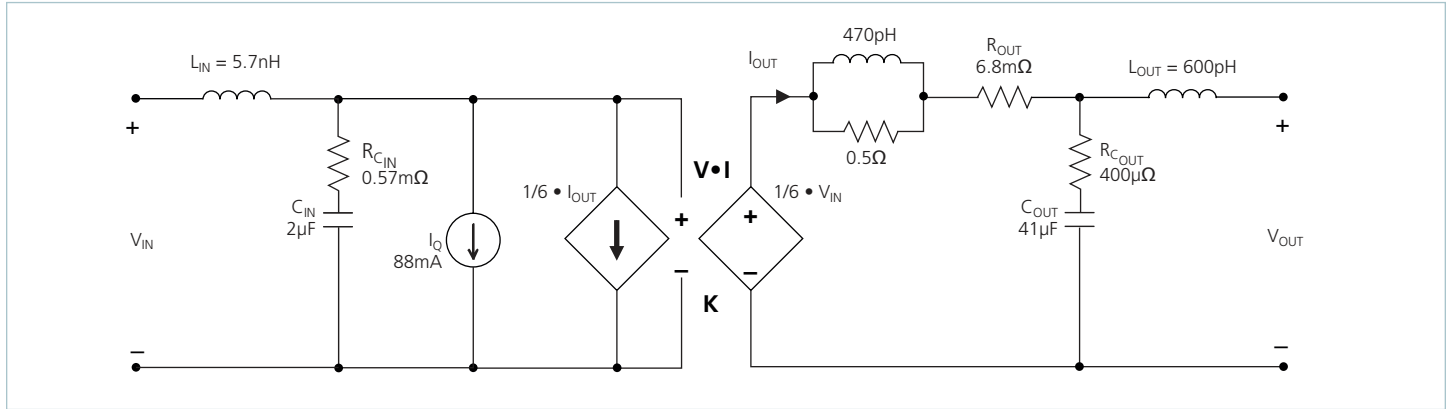 L_IN = 5.7nH
+
−
V_IN
R_C_IN
0.57mΩ
C_IN
2µF
I_Q
88mA
1/6 • I_OUT
V•I
+
−
K
+
−
1/6 • V_IN
I_OUT
470pH
0.5Ω
R_OUT
6.8mΩ
L_OUT = 600pH
R_C_OUT
400µΩ
C_OUT
41µF
+
−
V_OUT